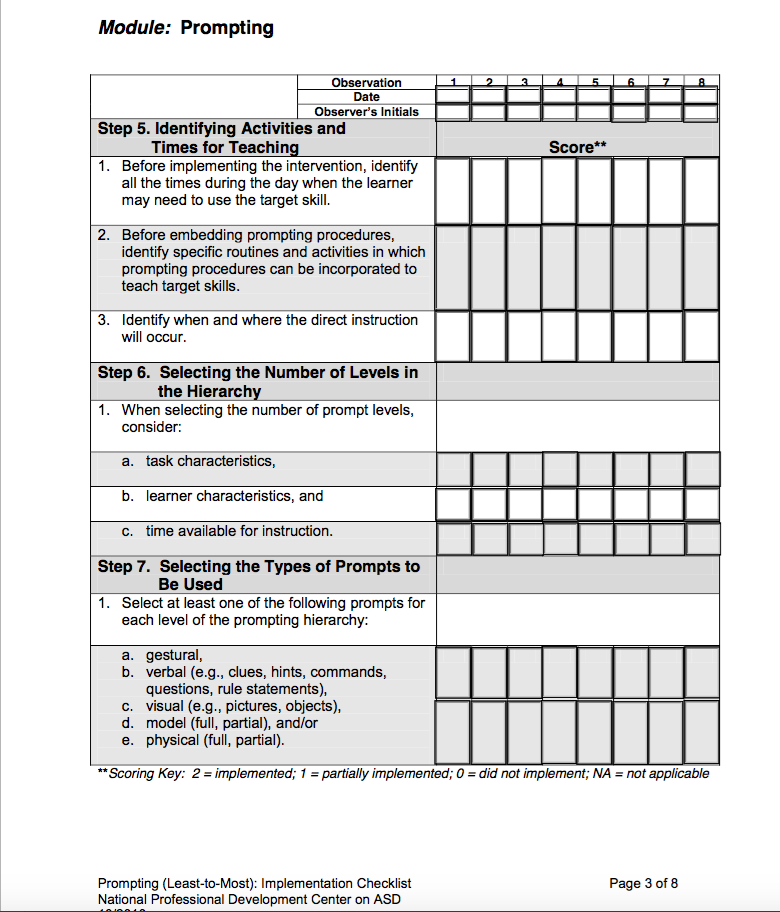 Module: Prompting
Observation 1 2 3 4 5 6 7 8
Date
Observer's Initials
Step 5. Identifying Activities and
Times for Teaching
Score**
1. Before implementing the intervention, identify
all the times during the day when the learner
may need to use the target skill.
2. Before embedding prompting procedures,
identify specific routines and activities in which
prompting procedures can be incorporated to
teach target skills.
3. Identify when and where the direct instruction
will occur.
Step 6. Selecting the Number of Levels in
the Hierarchy
1. When selecting the number of prompt levels,
consider:
a. task characteristics,
b. learner characteristics, and
c. time available for instruction.
Step 7. Selecting the Types of Prompts to
Be Used
1. Select at least one of the following prompts for
each level of the prompting hierarchy:
a. gestural,
b. verbal (e.g., clues, hints, commands,
questions, rule statements),
c. visual (e.g., pictures, objects),
d. model (full, partial), and/or
e. physical (full, partial).
**Scoring Key: 2 = implemented; 1 = partially implemented; 0 = did not implement; NA = not applicable
Prompting (Least-to-Most): Implementation Checklist
Page 3 of 8
National Professional Development Center on ASD